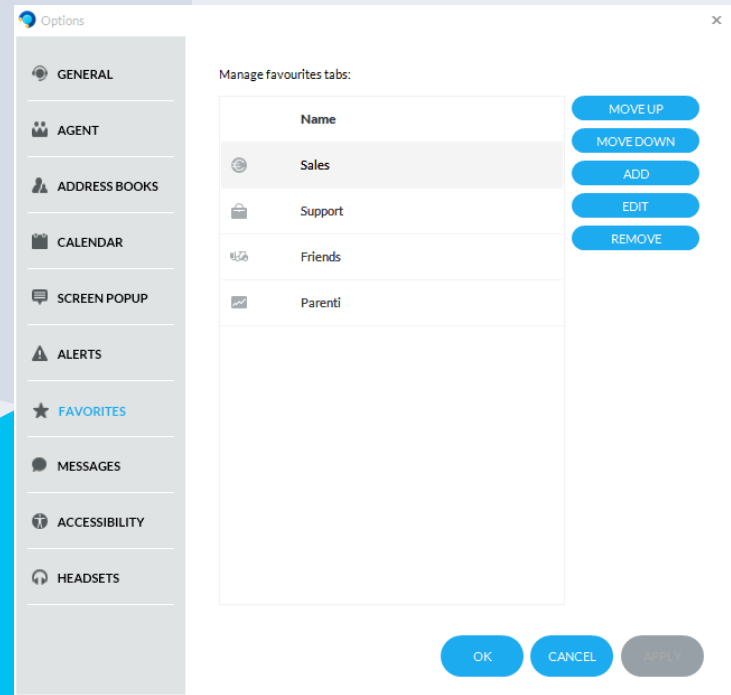 Options
GENERAL
AGENT
ADDRESS BOOKS
CALENDAR
SCREEN POPUP
ALERTS
FAVORITES
MESSAGES
ACCESSIBILITY
HEADSETS
Manage favourites tabs:
Name
Sales
Support
Friends
Parenti
MOVE UP
MOVE DOWN
ADD
EDIT
REMOVE
OK
CANCEL
APPLY